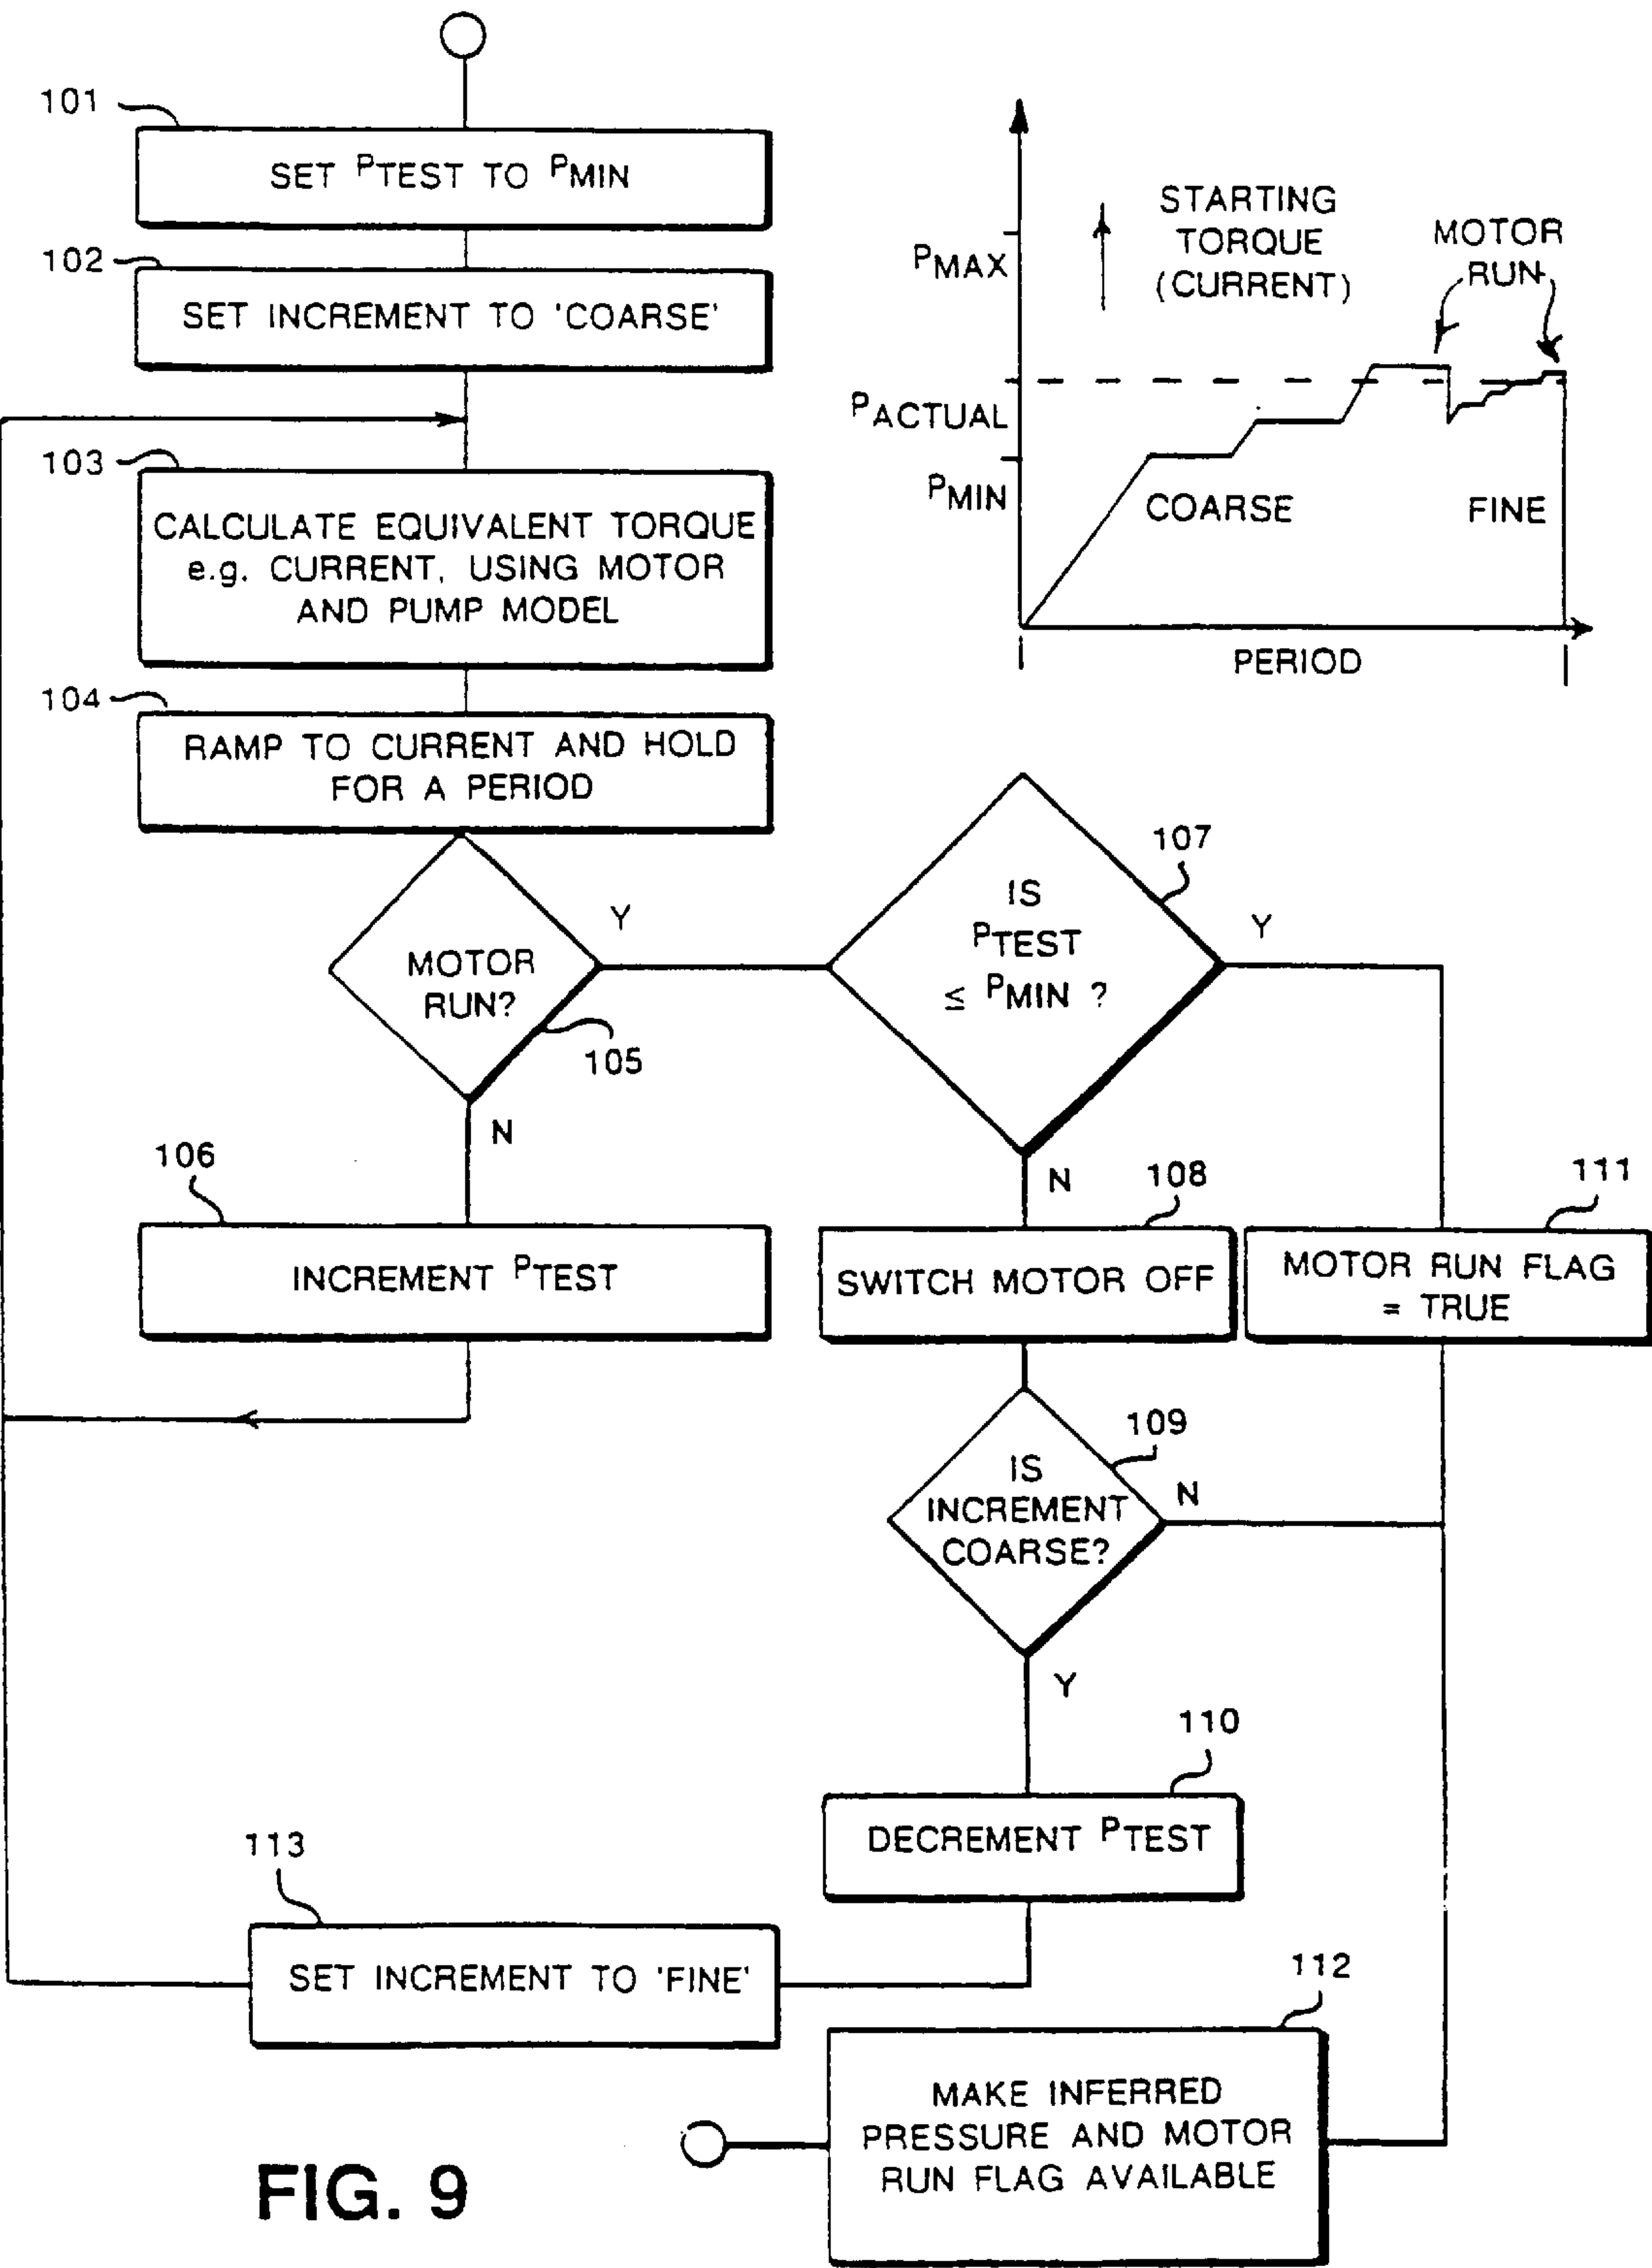 101
SET PTEST TO PMIN
102
SET INCREMENT TO 'COARSE'
103
CALCULATE EQUIVALENT TORQUE
e.g. CURRENT, USING MOTOR
AND PUMP MODEL
104
RAMP TO CURRENT AND HOLD
FOR A PERIOD
STARTING
TORQUE
(CURRENT)
MOTOR
RUN
PMAX
PACTUAL
PMIN
COARSE
FINE
PERIOD
MOTOR
RUN?
105
Y
N
107
IS
PTEST
≤ PMIN ?
Y
N
106
INCREMENT PTEST
108
SWITCH MOTOR OFF
111
MOTOR RUN FLAG
= TRUE
109
IS
INCREMENT
COARSE?
N
Y
110
DECREMENT PTEST
113
SET INCREMENT TO 'FINE'
112
MAKE INFERRED
PRESSURE AND MOTOR
RUN FLAG AVAILABLE
FIG. 9